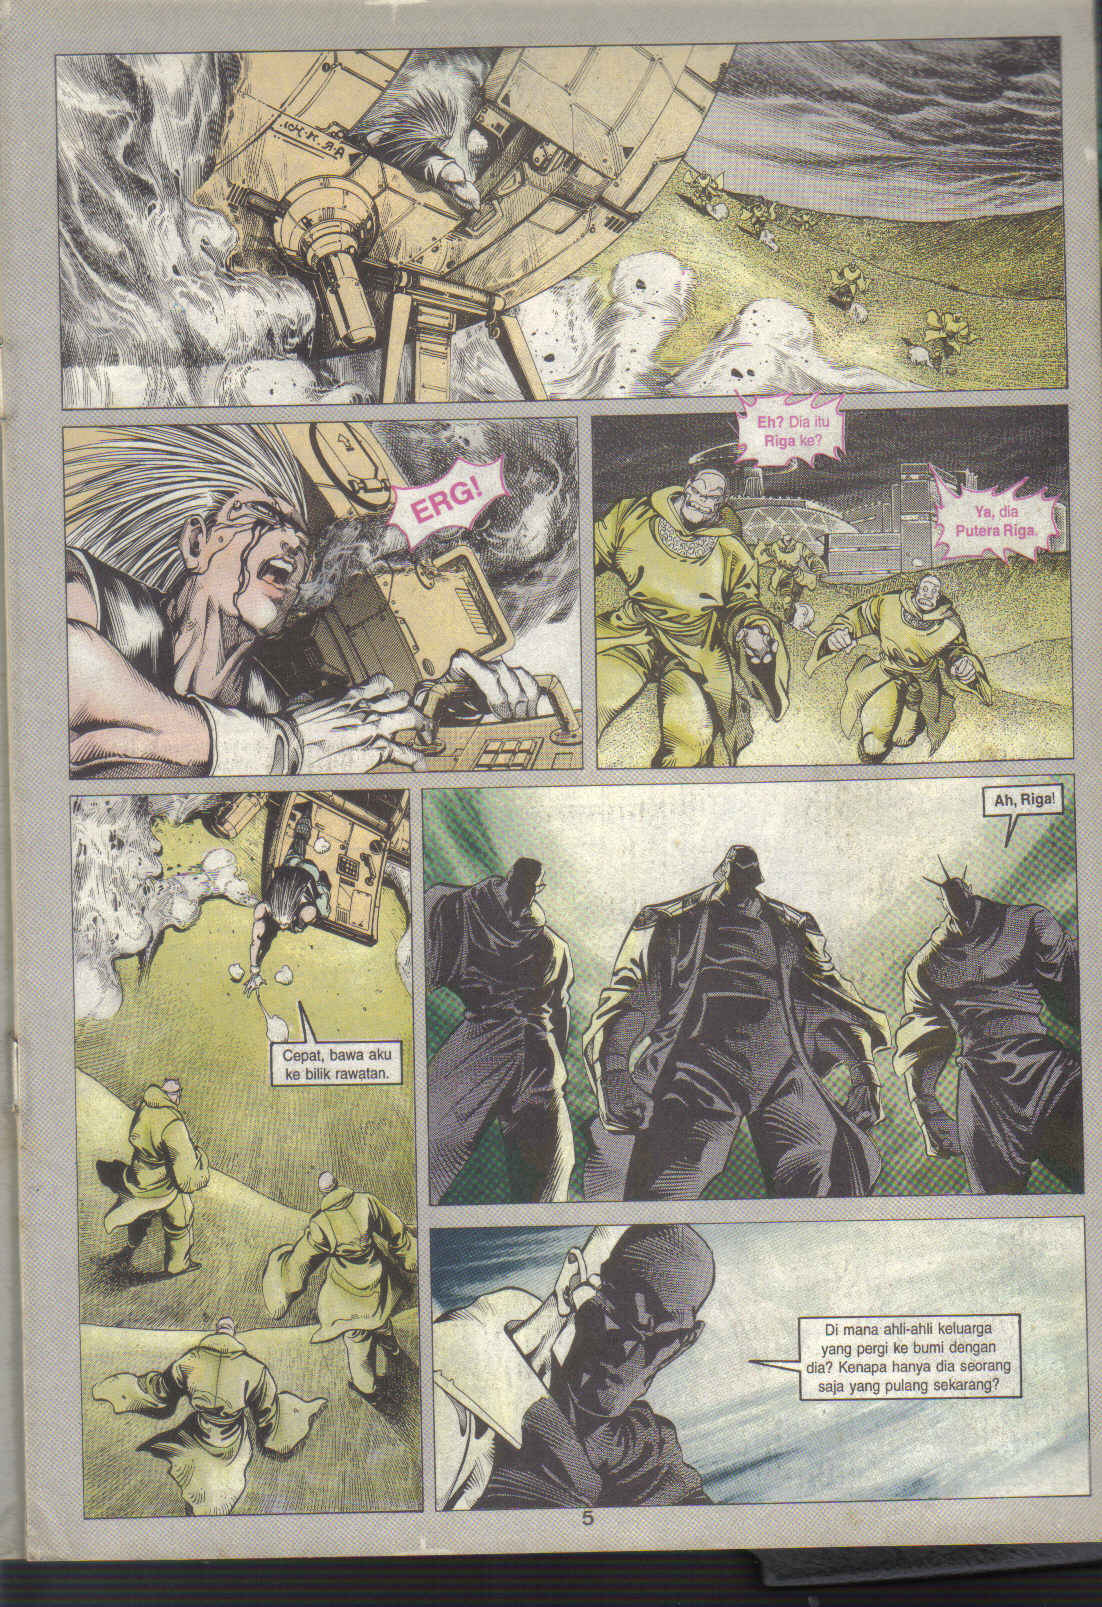 ERG!
Eh? Dia itu
Riga ke?
Ya, dia
Putera Riga.
Cepat, bawa aku
ke bilik rawatan.
Ah, Riga!
Di mana ahli-ahli keluarga
yang pergi ke bumi dengan
dia? Kenapa hanya dia seorang
saja yang pulang sekarang?
5